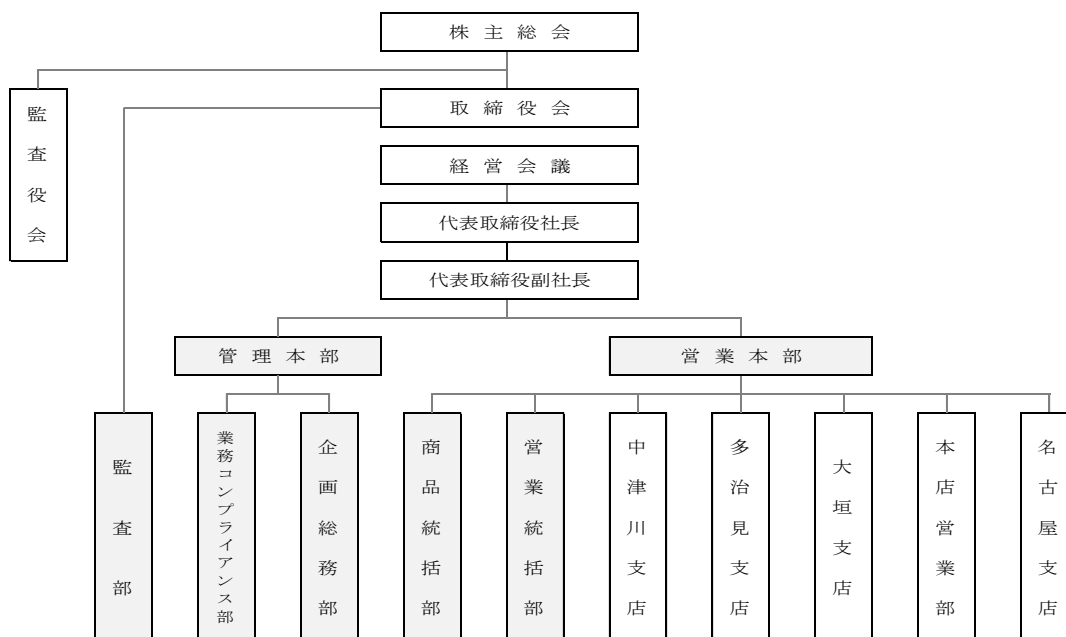 株主総会
監査役会
取締役会
経営会議
代表取締役社長
代表取締役副社長
管理本部
営業本部
監査部
業務コンプライアンス部
企画総務部
商品統括部
営業統括部
中津川支店
多治見支店
大垣支店
本店営業部
名古屋支店